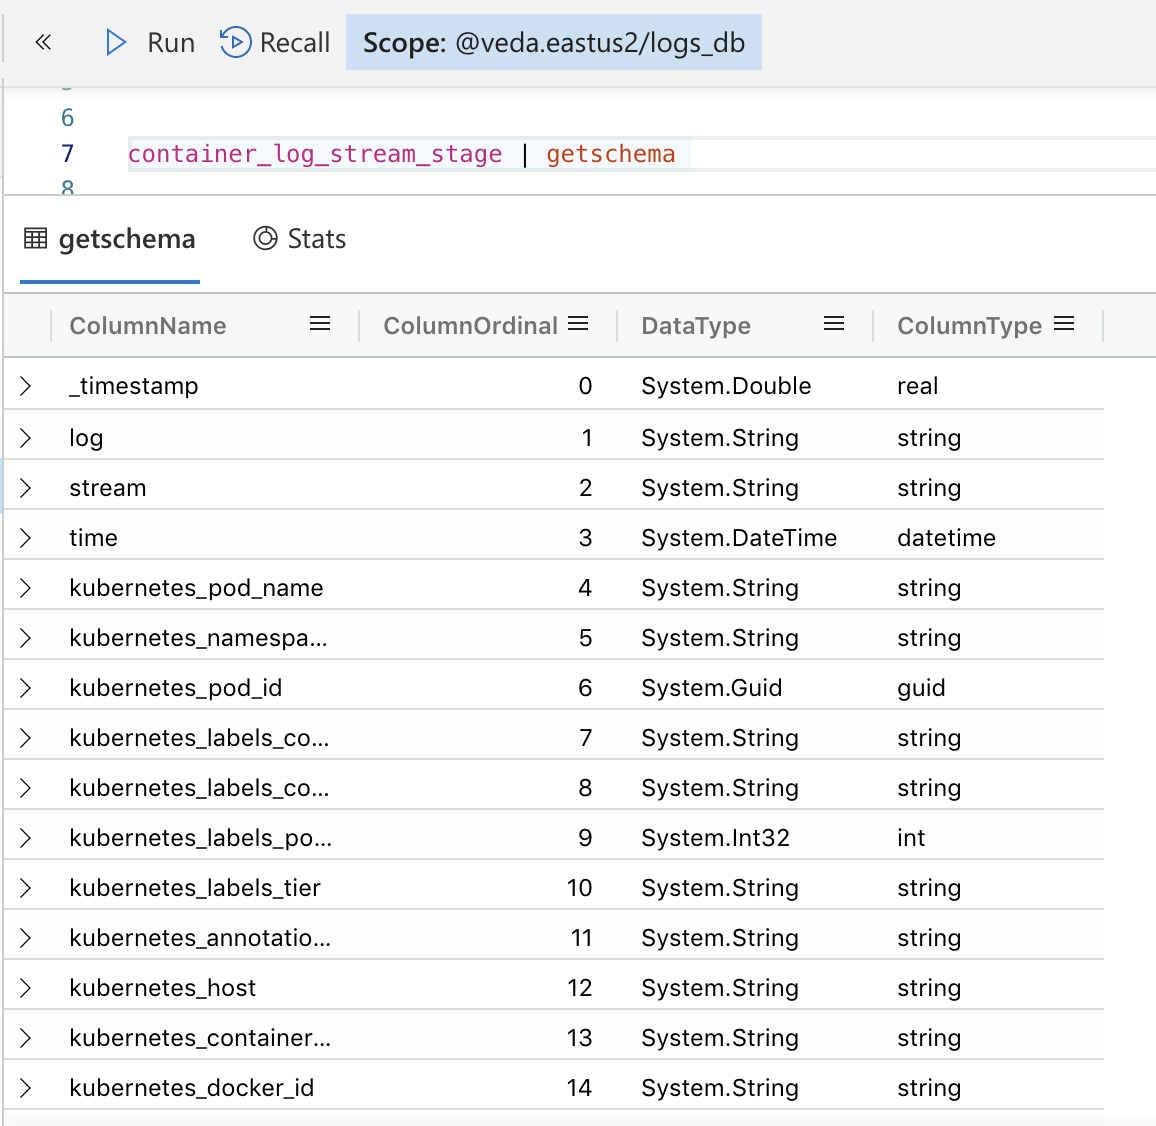 « Run Recall Scope: @veda.eastus2/logs_db
6
7 container_log_stream_stage | getschema
8
getschema Stats
ColumnName ColumnOrdinal DataType ColumnType
_timestamp 0 System.Double real
log 1 System.String string
stream 2 System.String string
time 3 System.DateTime datetime
kubernetes_pod_name 4 System.String string
kubernetes_namespa... 5 System.String string
kubernetes_pod_id 6 System.Guid guid
kubernetes_labels_co... 7 System.String string
kubernetes_labels_co... 8 System.String string
kubernetes_labels_po... 9 System.Int32 int
kubernetes_labels_tier 10 System.String string
kubernetes_annotatio... 11 System.String string
kubernetes_host 12 System.String string
kubernetes_container... 13 System.String string
kubernetes_docker_id 14 System.String string